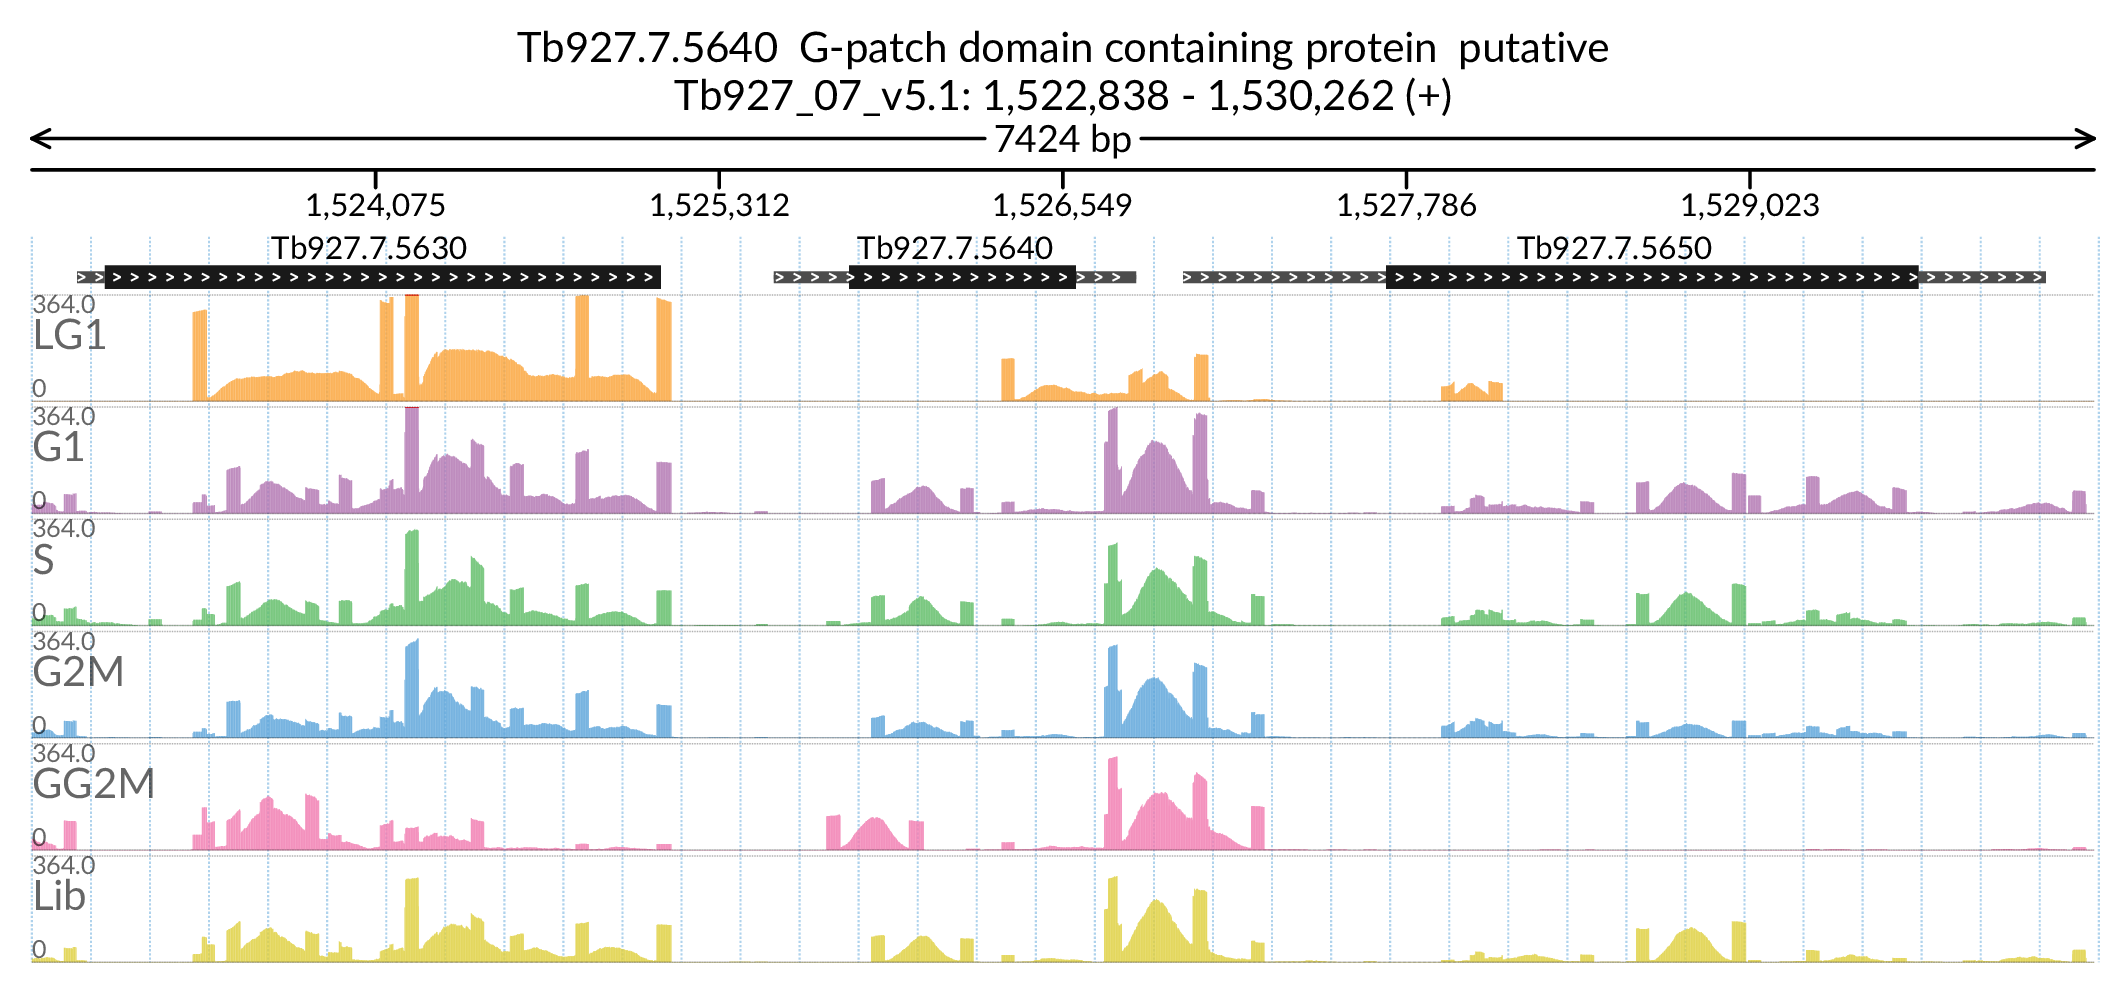 Tb927.7.5640  G-patch domain containing protein  putative
Tb927_07_v5.1: 1,522,838 - 1,530,262 (+)
7424 bp
1,524,075 1,525,312 1,526,549 1,527,786 1,529,023
Tb927.7.5630 Tb927.7.5640 Tb927.7.5650
364.0
LG1
0
364.0
G1
0
364.0
S
0
364.0
G2M
0
364.0
GG2M
0
364.0
Lib
0